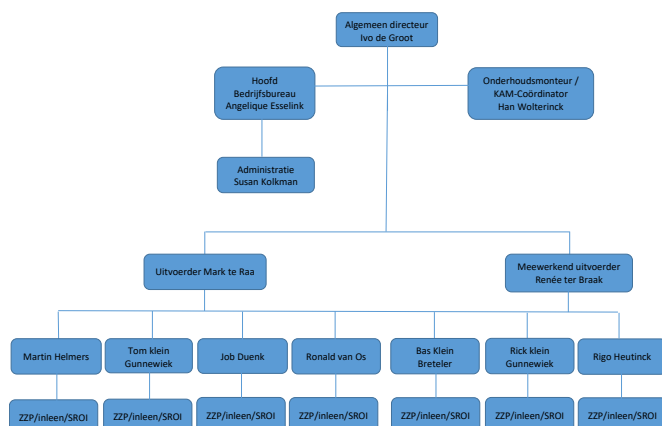 Algemeen directeur
Ivo de Groot
Hoofd
Bedrijfsbureau
Angelique Esselink
Onderhoudsmonteur /
KAM-Coördinator
Han Wolterinck
Administratie
Susan Kolkman
Uitvoerder Mark te Raa
Meewerkend uitvoerder
Renée ter Braak
Martin Helmers
Tom klein
Gunnewiek
Job Duenk
Ronald van Os
Bas Klein
Breteler
Rick klein
Gunnewiek
Rigo Heutinck
ZZP/inleen/SROI
ZZP/inleen/SROI
ZZP/inleen/SROI
ZZP/inleen/SROI
ZZP/inleen/SROI
ZZP/inleen/SROI
ZZP/inleen/SROI